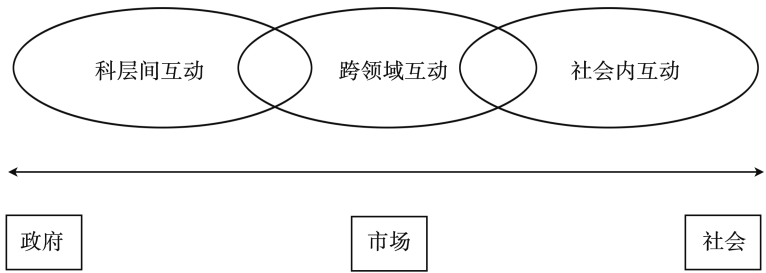 科层间互动
跨领域互动
社会内互动
政府
市场
社会